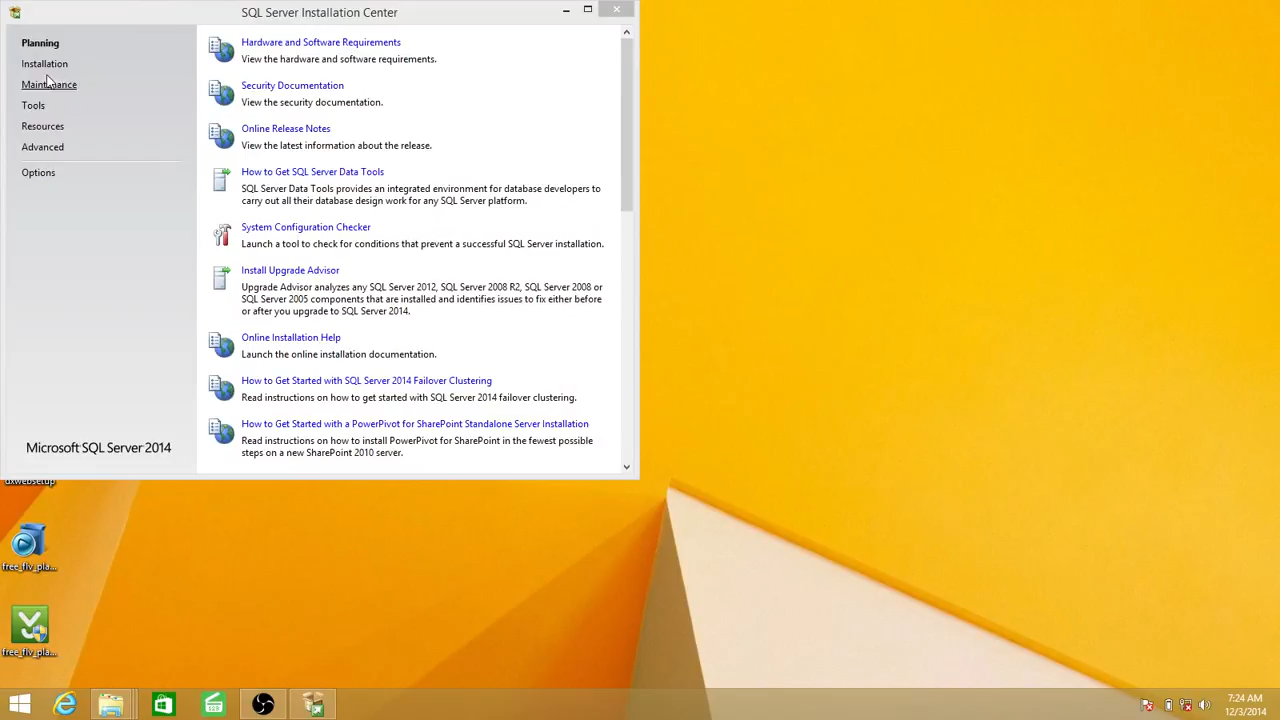 SQL Server Installation Center
Planning
Installation
Maintenance
Tools
Resources
Advanced
Options
Microsoft SQL Server 2014
Hardware and Software Requirements
View the hardware and software requirements.
Security Documentation
View the security documentation.
Online Release Notes
View the latest information about the release.
How to Get SQL Server Data Tools
SQL Server Data Tools provides an integrated environment for database developers to
carry out all their database design work for any SQL Server platform.
System Configuration Checker
Launch a tool to check for conditions that prevent a successful SQL Server installation.
Install Upgrade Advisor
Upgrade Advisor analyzes any SQL Server 2012, SQL Server 2008 R2, SQL Server 2008 or
SQL Server 2005 components that are installed and identifies issues to fix either before
or after you upgrade to SQL Server 2014.
Online Installation Help
Launch the online installation documentation.
How to Get Started with SQL Server 2014 Failover Clustering
Read instructions on how to get started with SQL Server 2014 failover clustering.
How to Get Started with a PowerPivot for SharePoint Standalone Server Installation
Read instructions on how to install PowerPivot for SharePoint in the fewest possible
steps on a new SharePoint 2010 server.
dxwebsetup
free_flv_pla...
free_flv_pla...
7:24 AM
12/3/2014